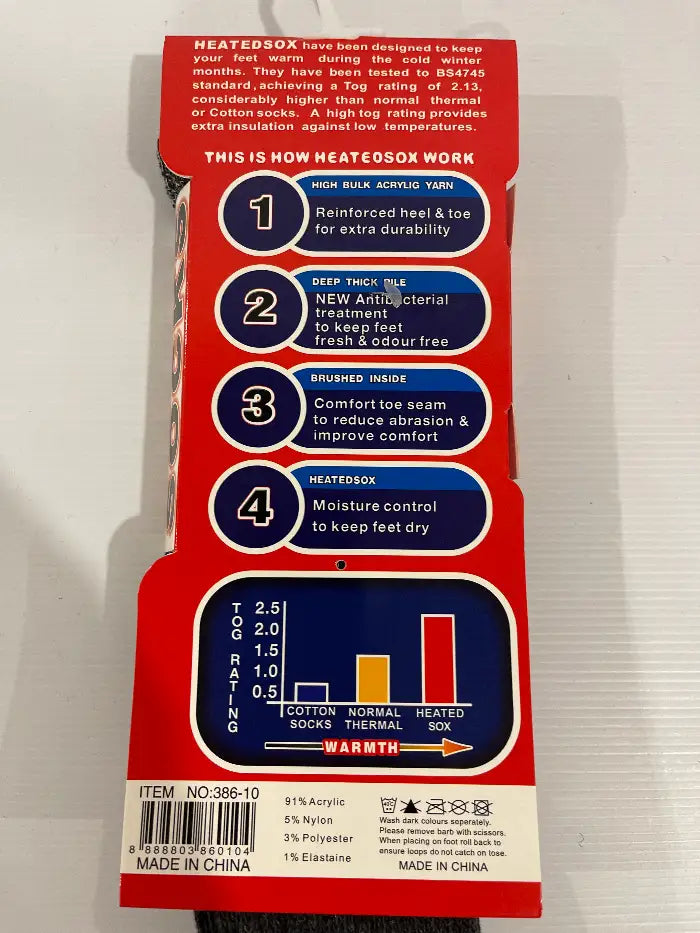 HEATEDSOX have been designed to keep
your feet warm during the cold winter
months. They have been tested to BS4745
standard, achieving a Tog rating of 2.13,
considerably higher than normal thermal
or Cotton socks. A high tog rating provides
extra insulation against low temperatures.
THIS IS HOW HEATEOSOX WORK
1
HIGH BULK ACRYLIG YARN
Reinforced heel & toe
for extra durability
2
DEEP THICK PILE
NEW Antibacterial
treatment
to keep feet
fresh & odour free
3
BRUSHED INSIDE
Comfort toe seam
to reduce abrasion &
improve comfort
4
HEATEDSOX
Moisture control
to keep feet dry
TOG RATING
2.5
2.0
1.5
1.0
0.5
COTTON
SOCKS
NORMAL
THERMAL
HEATED
SOX
WARMTH
ITEM NO:386-10
8 888803 860104
MADE IN CHINA
91% Acrylic
5% Nylon
3% Polyester
1% Elastaine
Wash dark colours seperately.
Please remove barb with scissors.
When placing on foot roll back to
ensure loops do not catch on tose.
MADE IN CHINA